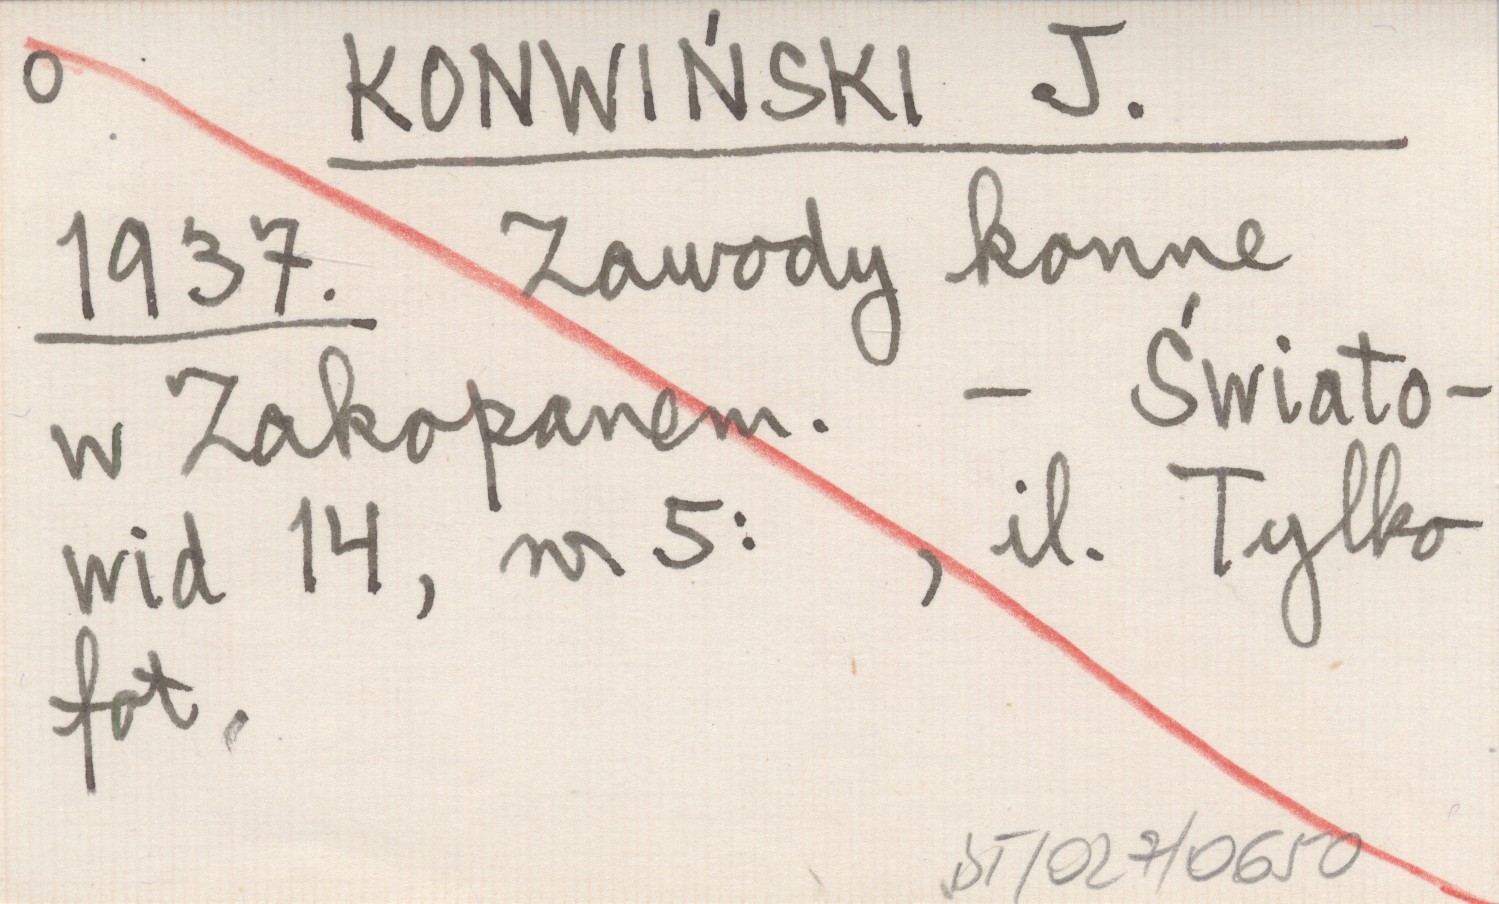 o KONWIŃSKI J.
1937. Zawody konne
w Zakopanem. – Świato-
wid 14, nr 5: , il. Tylko
fot.
DT/027/0650